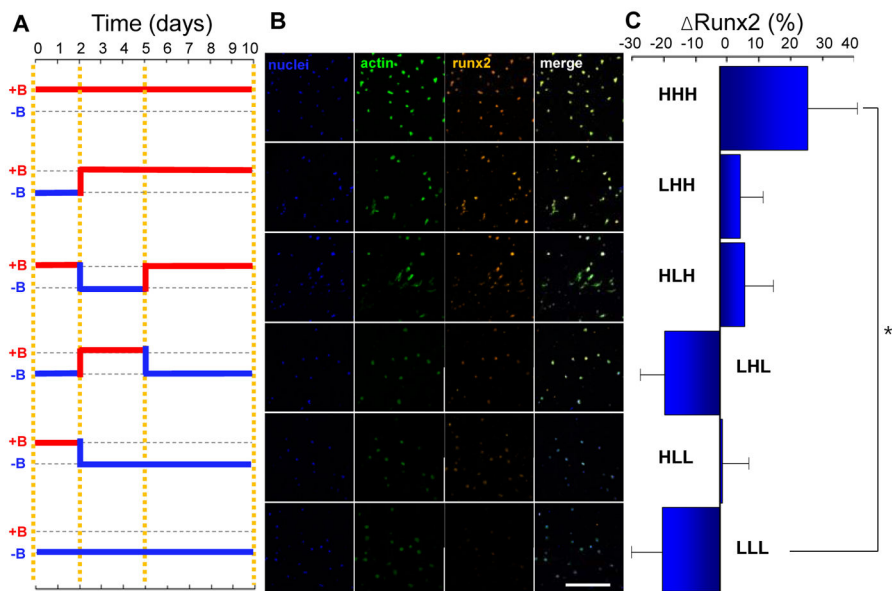 A
Time (days)
0 1 2 3 4 5 6 7 8 9 10
+B
-B
+B
-B
+B
-B
+B
-B
+B
-B
+B
-B
B
nuclei actin runx2 merge
C
ΔRunx2 (%)
-30 -20 -10 0 10 20 30 40
HHH
LHH
HLH
LHL
HLL
LLL
*